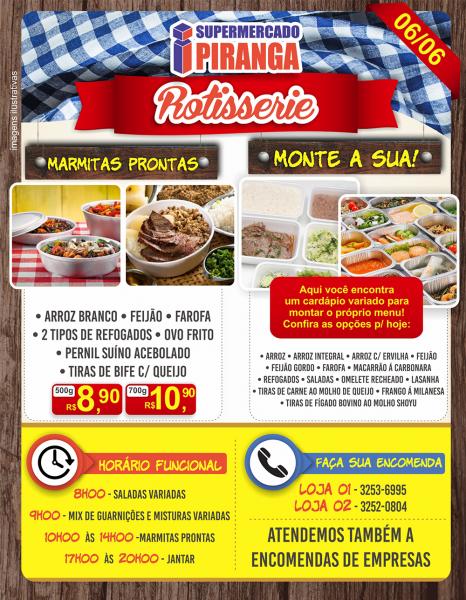 06/06
SUPERMERCADO
IPIRANGA
Rotisserie
imagens ilustrativas
MARMITAS PRONTAS
• ARROZ BRANCO • FEIJÃO • FAROFA
• 2 TIPOS DE REFOGADOS • OVO FRITO
• PERNIL SUÍNO ACEBOLADO
• TIRAS DE BIFE C/ QUEIJO
500g R$8,90
700g R$10,90
MONTE A SUA!
Aqui você encontra
um cardápio variado para
montar o próprio menu!
Confira as opções p/ hoje:
• ARROZ • ARROZ INTEGRAL • ARROZ C/ ERVILHA • FEIJÃO
• FEIJÃO GORDO • FAROFA • MACARRÃO Á CARBONARA
• REFOGADOS • SALADAS • OMELETE RECHEADO • LASANHA
• TIRAS DE CARNE AO MOLHO DE QUEIJO • FRANGO Á MILANESA
• TIRAS DE FÍGADO BOVINO AO MOLHO SHOYU
HORÁRIO FUNCIONAL
8H00 - SALADAS VARIADAS
9H00 - MIX DE GUARNIÇÕES E MISTURAS VARIADAS
10H00 ÀS 14H00 -MARMITAS PRONTAS
17H00 ÀS 20H00 - JANTAR
FAÇA SUA ENCOMENDA
LOJA 01 - 3253-6995
LOJA 02 - 3252-0804
ATENDEMOS TAMBÉM A
ENCOMENDAS DE EMPRESAS